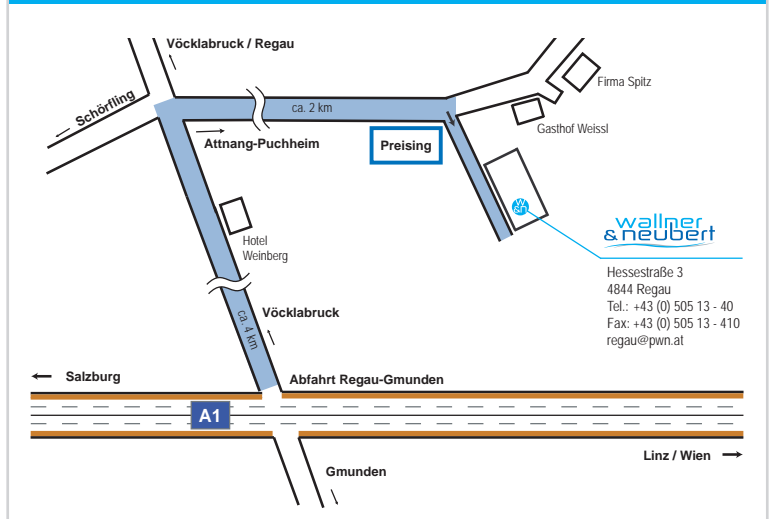 Vöcklabruck / Regau
Schörfling
ca. 2 km
Firma Spitz
Gasthof Weissl
Attnang-Puchheim
Preising
w
&n
wallner
&neubert
Hotel
Weinberg
Hessestraße 3
4844 Regau
Tel.: +43 (0) 505 13 - 40
Fax: +43 (0) 505 13 - 410
regau@pwn.at
Vöcklabruck
ca. 4 km
Salzburg
Abfahrt Regau-Gmunden
A1
Linz / Wien
Gmunden